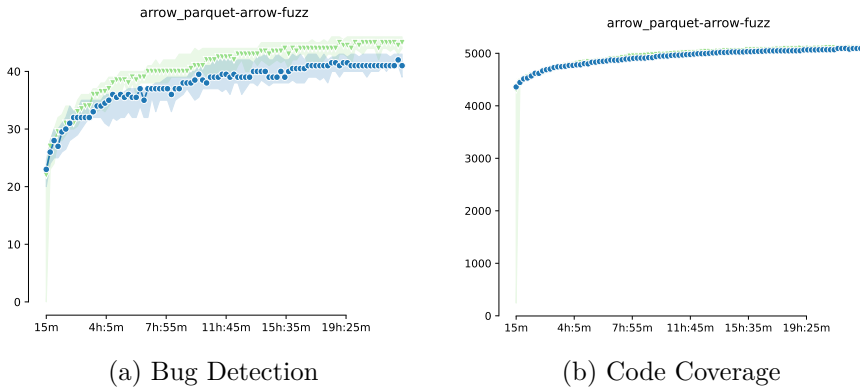 arrow_parquet-arrow-fuzz
40
30
20
10
0
15m 4h:5m 7h:55m 11h:45m 15h:35m 19h:25m
(a) Bug Detection
arrow_parquet-arrow-fuzz
5000
4000
3000
2000
1000
0
15m 4h:5m 7h:55m 11h:45m 15h:35m 19h:25m
(b) Code Coverage